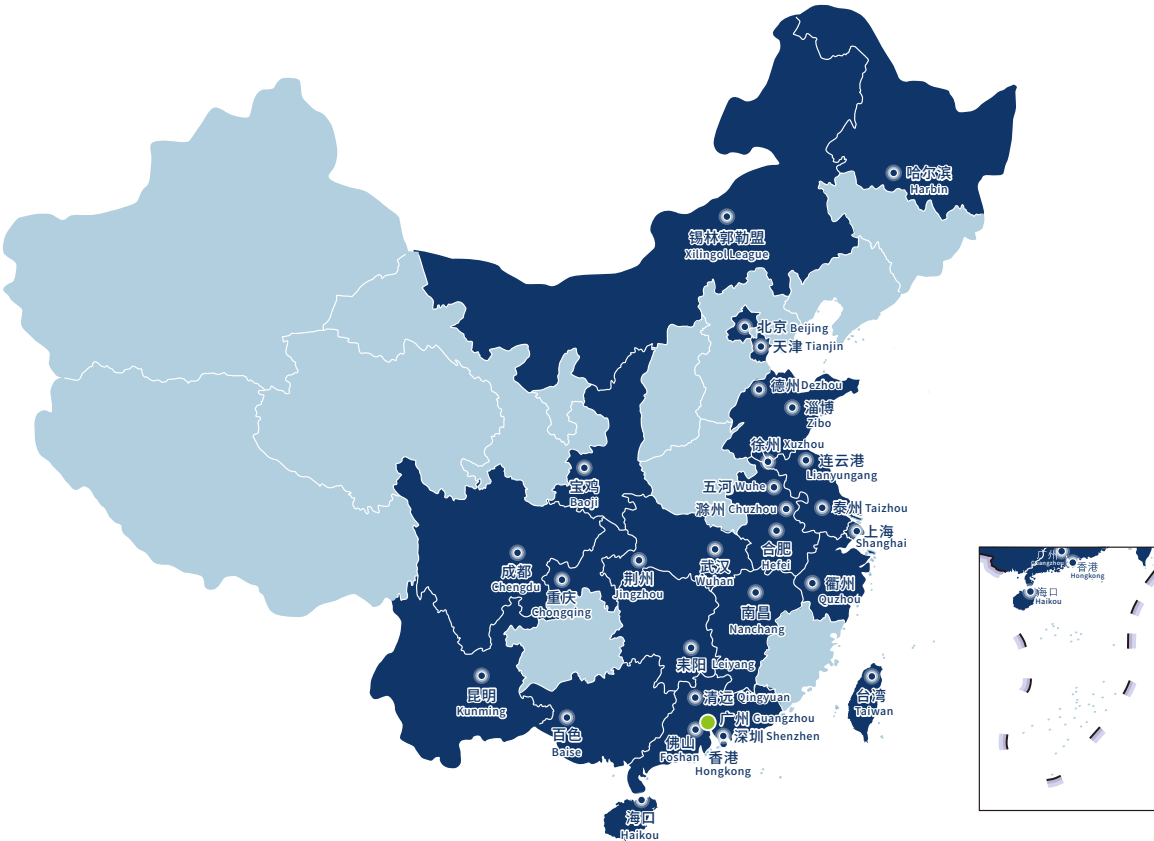 哈尔滨
Harbin
锡林郭勒盟
Xilingol League
北京 Beijing
天津 Tianjin
德州 Dezhou
淄博
Zibo
徐州 Xuzhou
连云港
Lianyungang
宝鸡
Baoji
五河 Wuhe
滁州 Chuzhou
泰州 Taizhou
上海
Shanghai
合肥
Hefei
武汉
Wuhan
成都
Chengdu
荆州
Jingzhou
重庆
Chongqing
衢州
Quzhou
南昌
Nanchang
耒阳 Leiyang
昆明
Kunming
清远 Qingyuan
台湾
Taiwan
广州 Guangzhou
百色
Baise
佛山
Foshan
深圳 Shenzhen
香港
Hongkong
海口
Haikou
广州
Guangzhou
香港
Hongkong
海口
Haikou